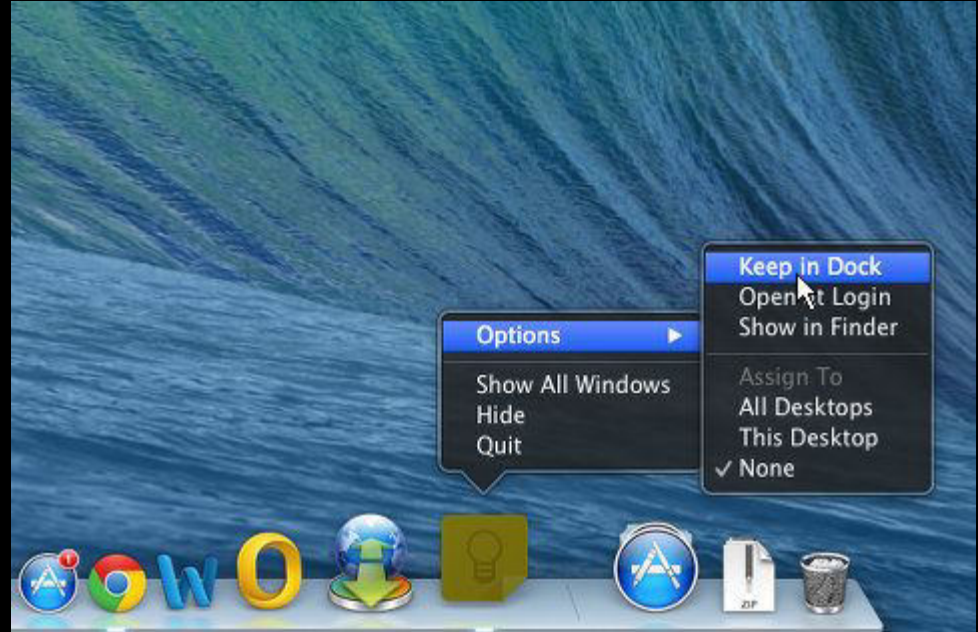 Keep in Dock
Open at Login
Show in Finder
Assign To
All Desktops
This Desktop
✓ None
Options ▶
Show All Windows
Hide
Quit
1
ZIP